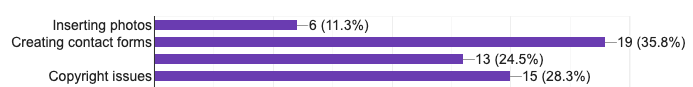 Inserting photos 6 (11.3%)
Creating contact forms 19 (35.8%)
13 (24.5%)
Copyright issues 15 (28.3%)